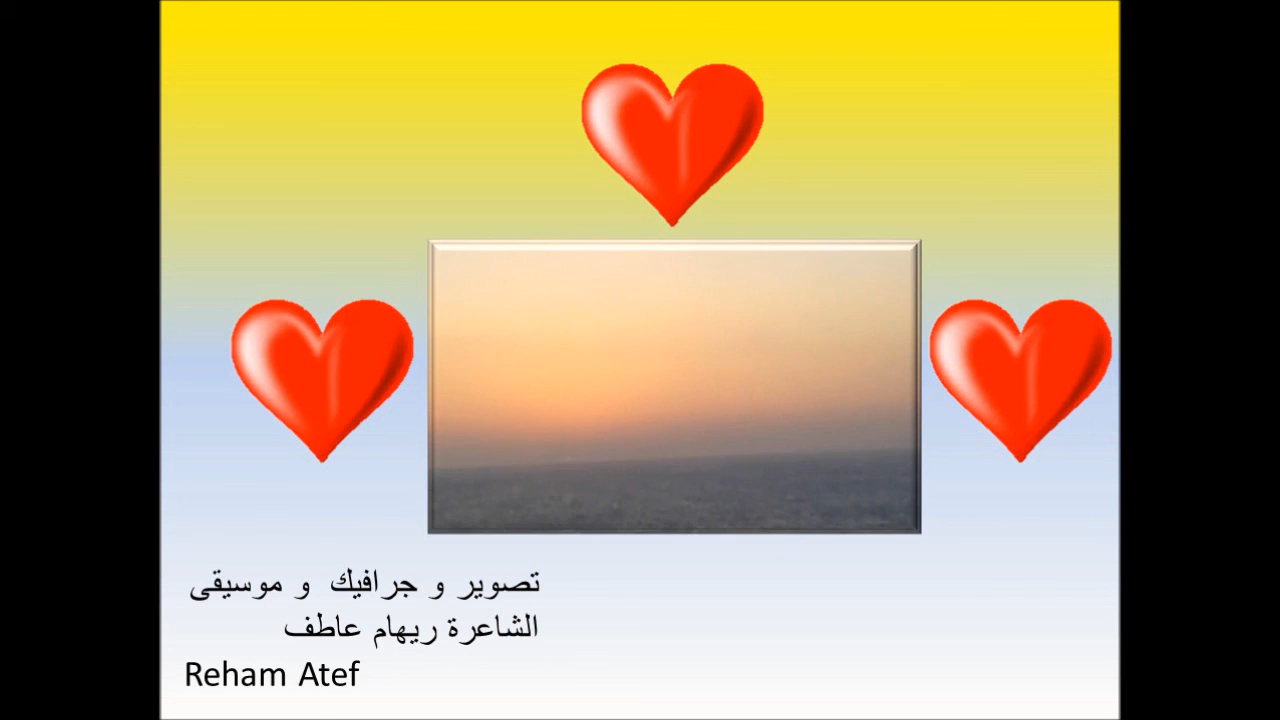 تصوير و جرافيك و موسيقى
الشاعرة ريهام عاطف
Reham Atef